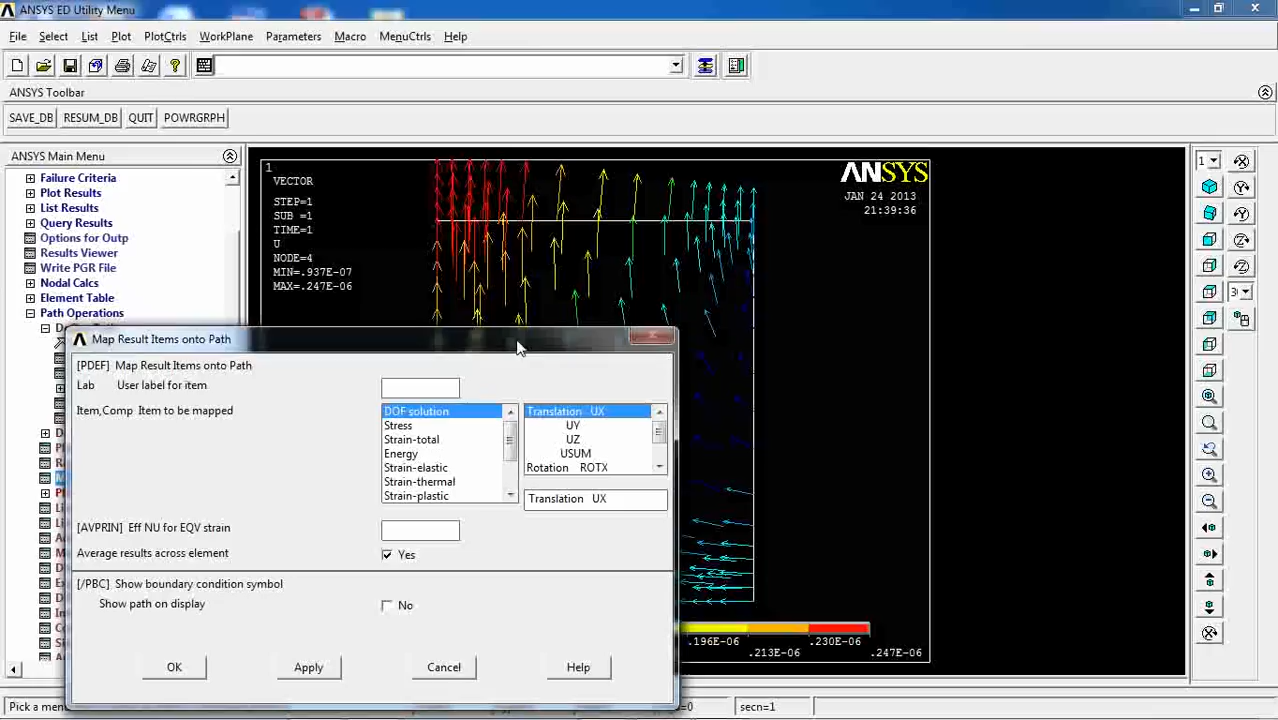 ANSYS ED Utility Menu
File Select List Plot PlotCtrls WorkPlane Parameters Macro MenuCtrls Help
ANSYS Toolbar
SAVE_DB RESUM_DB QUIT POWRGRPH
ANSYS Main Menu
Failure Criteria
Plot Results
List Results
Query Results
Options for Outp
Results Viewer
Write PGR File
Nodal Calcs
Element Table
Path Operations
1
VECTOR
STEP=1
SUB =1
TIME=1
U
NODE=4
MIN=.937E-07
MAX=.247E-06
ANSYS
JAN 24 2013
21:39:36
1
Map Result Items onto Path
[PDEF] Map Result Items onto Path
Lab User label for item
Item,Comp Item to be mapped
DOF solution
Stress
Strain-total
Energy
Strain-elastic
Strain-thermal
Strain-plastic
Translation UX
UY
UZ
USUM
Rotation ROTX
Translation UX
[AVPRIN] Eff NU for EQV strain
Average results across element Yes
[/PBC] Show boundary condition symbol
Show path on display No
OK Apply Cancel Help
.196E-06 .230E-06
.213E-06 .247E-06
Pick a men
=0 secn=1